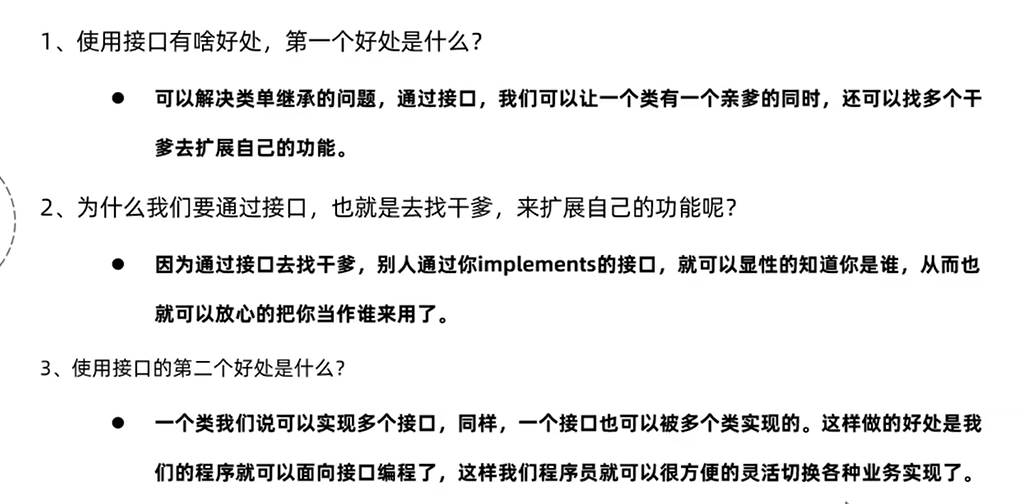 1、使用接口有啥好处，第一个好处是什么？
● 可以解决类单继承的问题，通过接口，我们可以让一个类有一个亲爹的同时，还可以找多个干
爹去扩展自己的功能。
2、为什么我们要通过接口，也就是去找干爹，来扩展自己的功能呢？
● 因为通过接口去找干爹，别人通过你implements的接口，就可以显性的知道你是谁，从而也
就可以放心的把你当作谁来用了。
3、使用接口的第二个好处是什么？
● 一个类我们说可以实现多个接口，同样，一个接口也可以被多个类实现的。这样做的好处是我
们的程序就可以面向接口编程了，这样我们程序员就可以很方便的灵活切换各种业务实现了。